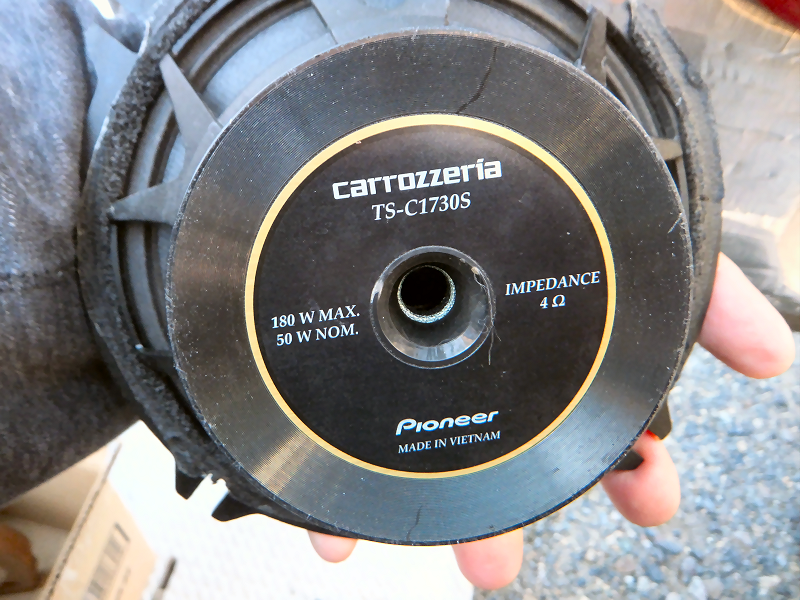 carrozzeria
TS-C1730S
IMPEDANCE
4 Ω
180 W MAX.
50 W NOM.
Pioneer
MADE IN VIETNAM